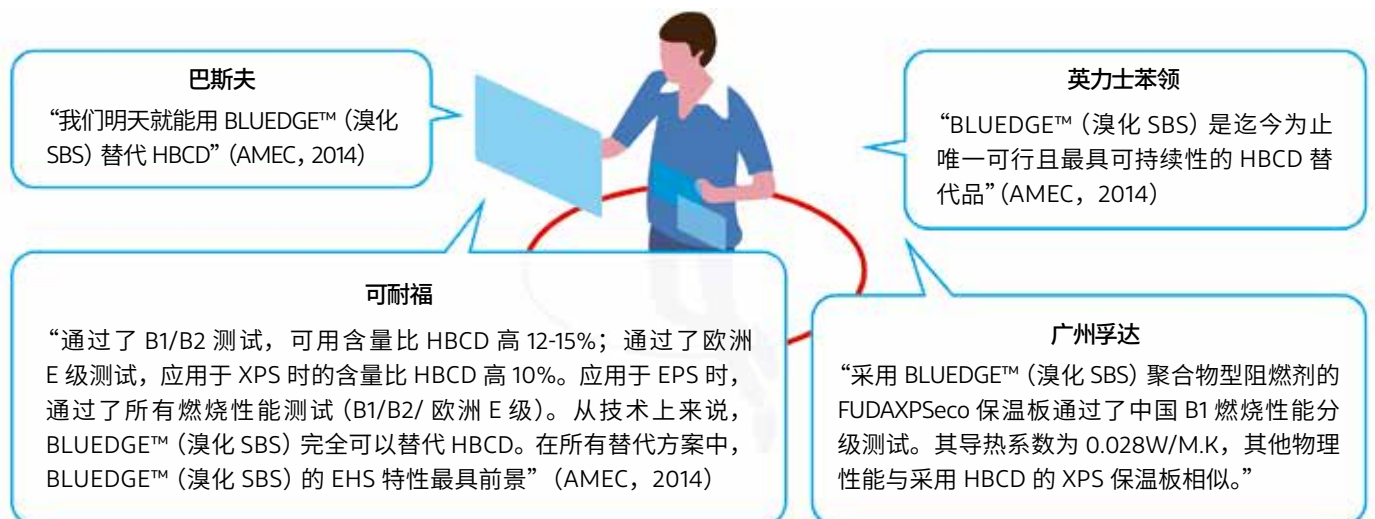 巴斯夫
“我们明天就能用 BLUEDGE™（溴化
SBS）替代 HBCD”（AMEC，2014）
英力士苯领
“BLUEDGE™（溴化 SBS）是迄今为止
唯一可行且最具可持续性的 HBCD 替
代品”（AMEC，2014）
可耐福
“通过了 B1/B2 测试，可用含量比 HBCD 高 12-15%；通过了欧洲
E 级测试，应用于 XPS 时的含量比 HBCD 高 10%。应用于 EPS 时，
通过了所有燃烧性能测试（B1/B2/ 欧洲 E 级）。从技术上来说，
BLUEDGE™（溴化 SBS）完全可以替代 HBCD。在所有替代方案中，
BLUEDGE™（溴化 SBS）的 EHS 特性最具前景”（AMEC，2014）
广州孚达
“采用 BLUEDGE™（溴化 SBS）聚合物型阻燃剂的
FUDAXPSeco 保温板通过了中国 B1 燃烧性能分
级测试。其导热系数为 0.028W/M.K，其他物理
性能与采用 HBCD 的 XPS 保温板相似。”